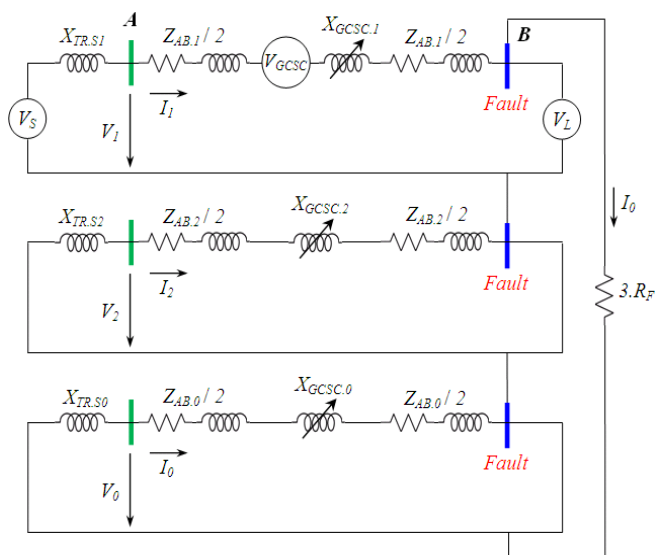 A
B
X_TR.S1
Z_AB.1 / 2
V_GCSC
X_GCSC.1
Z_AB.1 / 2
V_S
V_1
I_1
Fault
V_L
X_TR.S2
Z_AB.2 / 2
X_GCSC.2
Z_AB.2 / 2
I_0
V_2
I_2
Fault
3.R_F
X_TR.S0
Z_AB.0 / 2
X_GCSC.0
Z_AB.0 / 2
V_0
I_0
Fault